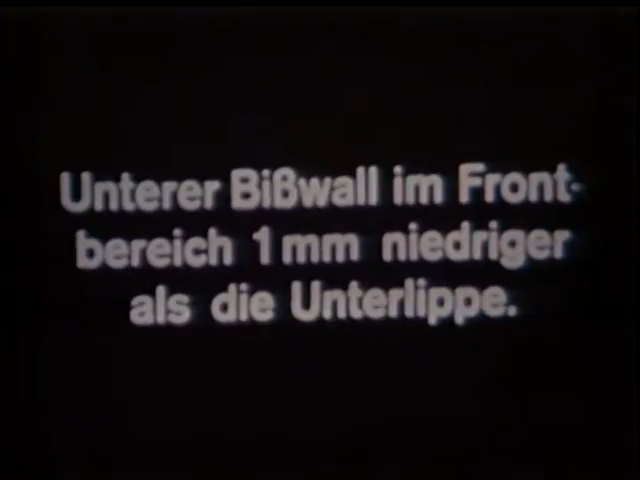 Unterer Bißwall im Front-
bereich 1 mm niedriger
als die Unterlippe.